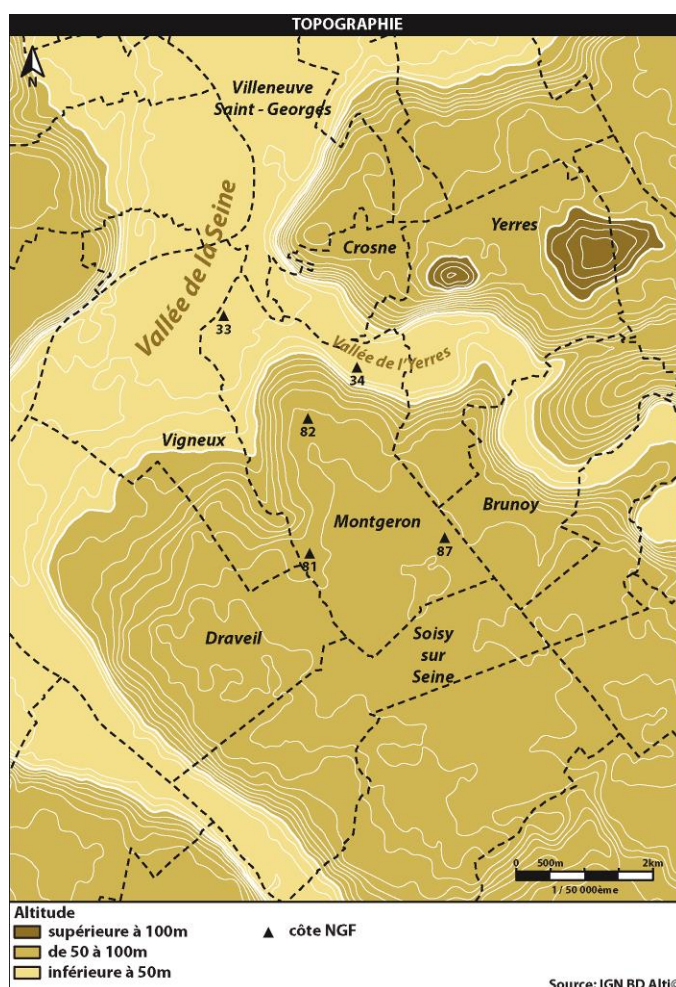 TOPOGRAPHIE
N
Villeneuve
Saint - Georges
Yerres
Crosne
Vallée de la Seine
33
Vallée de l'Yerres
34
82
Vigneux
Montgeron
Brunoy
87
81
Draveil
Soisy
sur
Seine
0 500m 2km
1 / 50 000ème
Altitude
supérieure à 100m
▲ côte NGF
de 50 à 100m
inférieure à 50m
Source: IGN BD Alti©